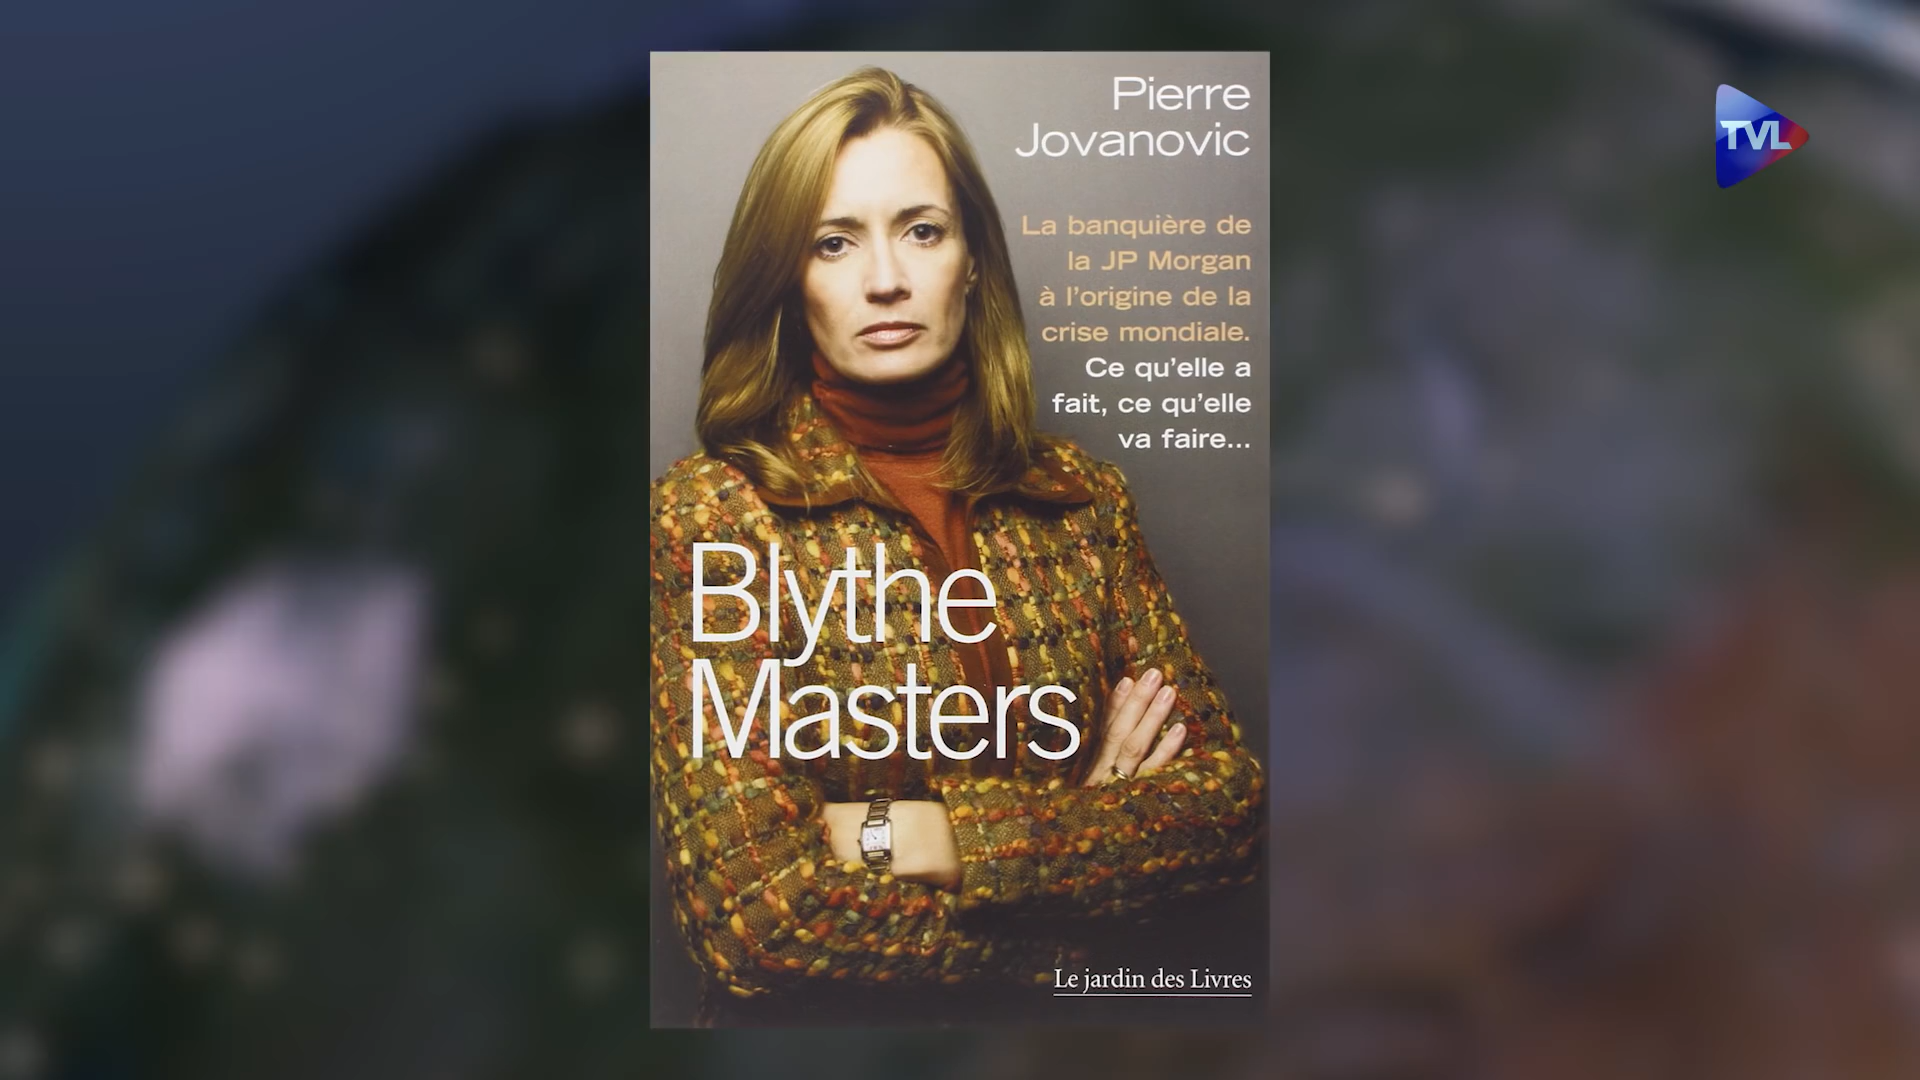 Pierre
Jovanovic
La banquière de
la JP Morgan
à l'origine de la
crise mondiale.
Ce qu'elle a
fait, ce qu'elle
va faire...
Blythe
Masters
Le jardin des Livres
TVL